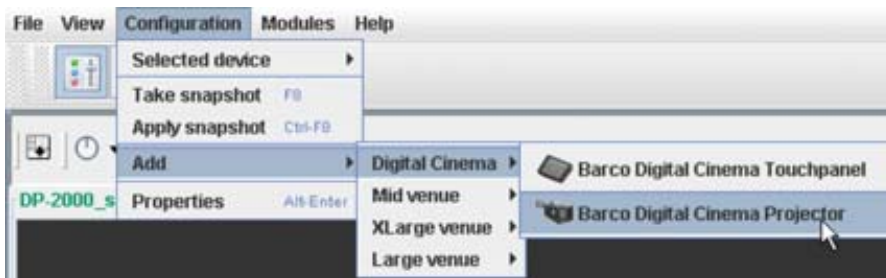 File View Configuration Modules Help
Selected device
Take snapshot F8
Apply snapshot Ctrl-F8
Add
Properties Alt-Enter
DP-2000_s
Digital Cinema
Mid venue
XLarge venue
Large venue
Barco Digital Cinema Touchpanel
Barco Digital Cinema Projector